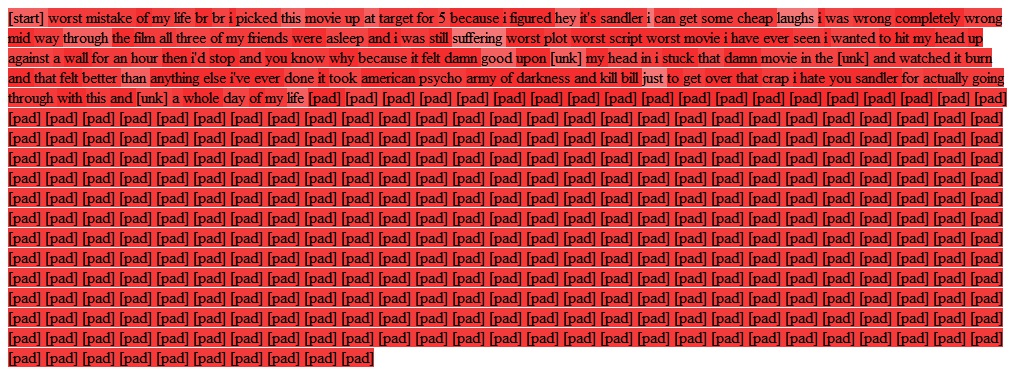 [start] worst mistake of my life br br i picked this movie up at target for 5 because i figured hey it's sandler i can get some cheap laughs i was wrong completely wrong
mid way through the film all three of my friends were asleep and i was still suffering worst plot worst script worst movie i have ever seen i wanted to hit my head up
against a wall for an hour then i'd stop and you know why because it felt damn good upon [unk] my head in i stuck that damn movie in the [unk] and watched it burn
and that felt better than anything else i've ever done it took american psycho army of darkness and kill bill just to get over that crap i hate you sandler for actually going
through with this and [unk] a whole day of my life [pad] [pad] [pad] [pad] [pad] [pad] [pad] [pad] [pad] [pad] [pad] [pad] [pad] [pad] [pad] [pad] [pad] [pad] [pad]
[pad] [pad] [pad] [pad] [pad] [pad] [pad] [pad] [pad] [pad] [pad] [pad] [pad] [pad] [pad] [pad] [pad] [pad] [pad] [pad] [pad] [pad] [pad] [pad] [pad] [pad] [pad]
[pad] [pad] [pad] [pad] [pad] [pad] [pad] [pad] [pad] [pad] [pad] [pad] [pad] [pad] [pad] [pad] [pad] [pad] [pad] [pad] [pad] [pad] [pad] [pad] [pad] [pad] [pad]
[pad] [pad] [pad] [pad] [pad] [pad] [pad] [pad] [pad] [pad] [pad] [pad] [pad] [pad] [pad] [pad] [pad] [pad] [pad] [pad] [pad] [pad] [pad] [pad] [pad] [pad] [pad]
[pad] [pad] [pad] [pad] [pad] [pad] [pad] [pad] [pad] [pad] [pad] [pad] [pad] [pad] [pad] [pad] [pad] [pad] [pad] [pad] [pad] [pad] [pad] [pad] [pad] [pad] [pad]
[pad] [pad] [pad] [pad] [pad] [pad] [pad] [pad] [pad] [pad] [pad] [pad] [pad] [pad] [pad] [pad] [pad] [pad] [pad] [pad] [pad] [pad] [pad] [pad] [pad] [pad] [pad]
[pad] [pad] [pad] [pad] [pad] [pad] [pad] [pad] [pad] [pad] [pad] [pad] [pad] [pad] [pad] [pad] [pad] [pad] [pad] [pad] [pad] [pad] [pad] [pad] [pad] [pad] [pad]
[pad] [pad] [pad] [pad] [pad] [pad] [pad] [pad] [pad] [pad] [pad] [pad] [pad] [pad] [pad] [pad] [pad] [pad] [pad] [pad] [pad] [pad] [pad] [pad] [pad] [pad] [pad]
[pad] [pad] [pad] [pad] [pad] [pad] [pad] [pad] [pad] [pad] [pad] [pad] [pad] [pad] [pad] [pad] [pad] [pad] [pad] [pad] [pad] [pad] [pad] [pad] [pad] [pad] [pad]
[pad] [pad] [pad] [pad] [pad] [pad] [pad] [pad] [pad] [pad] [pad] [pad] [pad] [pad] [pad] [pad] [pad] [pad] [pad] [pad] [pad] [pad] [pad] [pad] [pad] [pad] [pad]
[pad] [pad] [pad] [pad] [pad] [pad] [pad] [pad] [pad] [pad] [pad] [pad] [pad] [pad] [pad] [pad] [pad] [pad] [pad] [pad] [pad] [pad] [pad] [pad] [pad] [pad] [pad]
[pad] [pad] [pad] [pad] [pad] [pad] [pad] [pad] [pad] [pad] [pad] [pad] [pad] [pad] [pad] [pad] [pad] [pad] [pad] [pad] [pad] [pad] [pad] [pad] [pad] [pad] [pad]
[pad] [pad] [pad] [pad] [pad] [pad] [pad] [pad] [pad] [pad] [pad] [pad] [pad] [pad] [pad] [pad] [pad] [pad] [pad] [pad] [pad] [pad] [pad] [pad] [pad] [pad] [pad]
[pad] [pad] [pad] [pad] [pad] [pad] [pad] [pad] [pad] [pad]